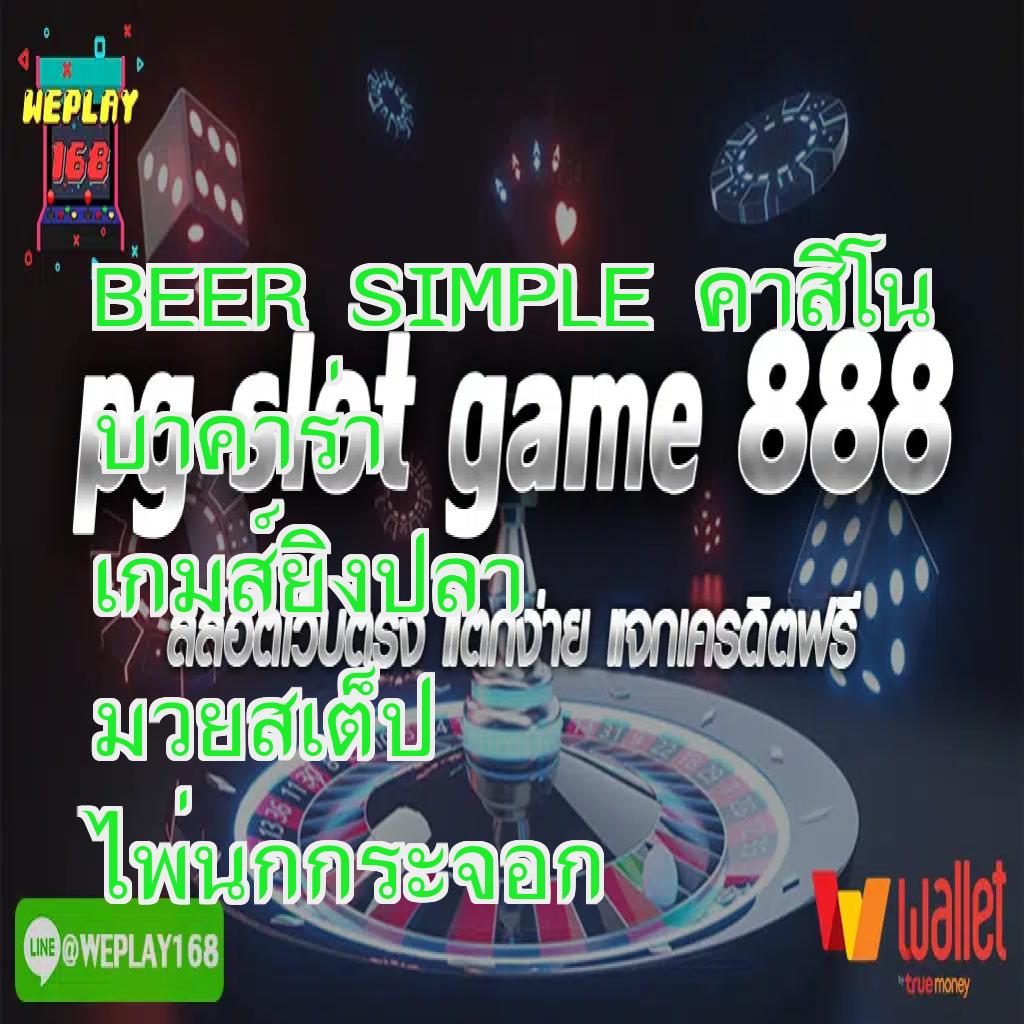 WEPLAY
168
BEER SIMPLE คาสิโน
pg slot game 888
บาคาร่า
เกมส์ยิงปลา
สล็อตเว็บตรง แตกง่าย แจกเครดิตฟรี
มวยสเต็ป
ไพ่นกกระจอก
LINE @WEPLAY168
wallet
by truemoney